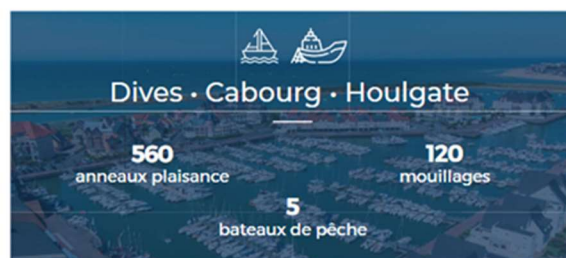 Dives • Cabourg • Houlgate
560
anneaux plaisance
120
mouillages
5
bateaux de pêche